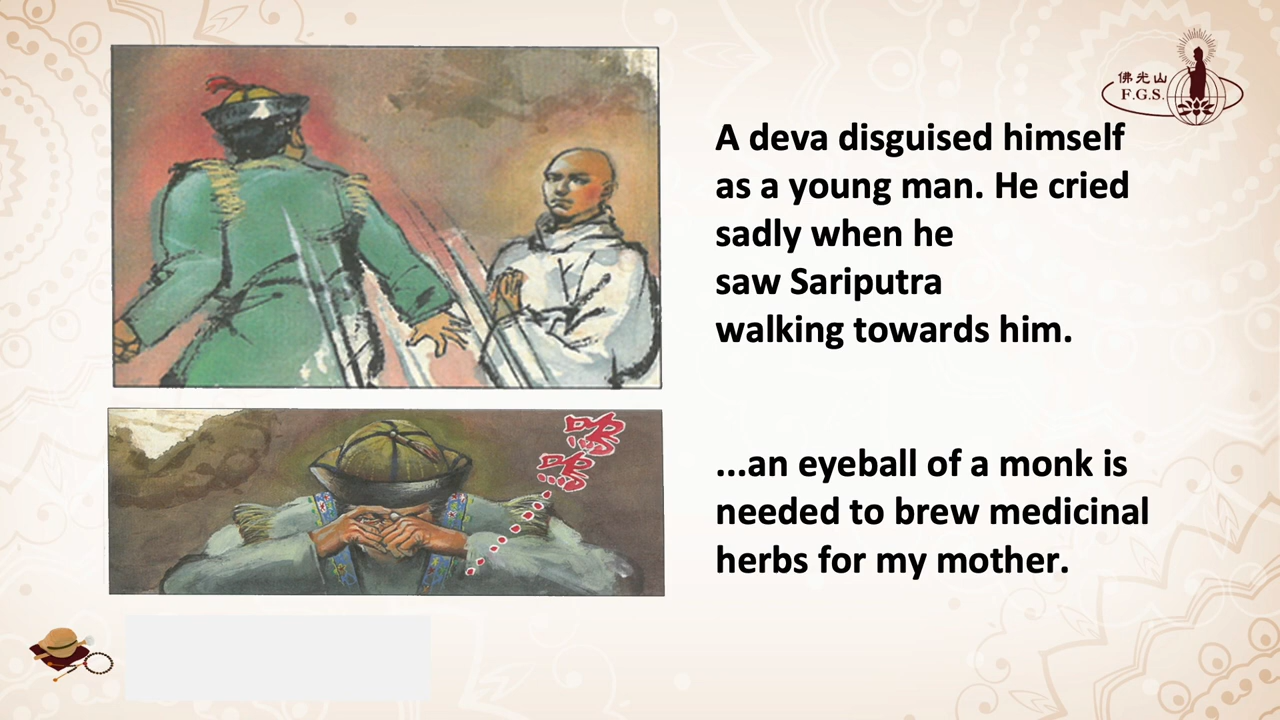 佛光山
F.G.S.
A deva disguised himself
as a young man. He cried
sadly when he
saw Sariputra
walking towards him.
嗚
嗚
...an eyeball of a monk is
needed to brew medicinal
herbs for my mother.